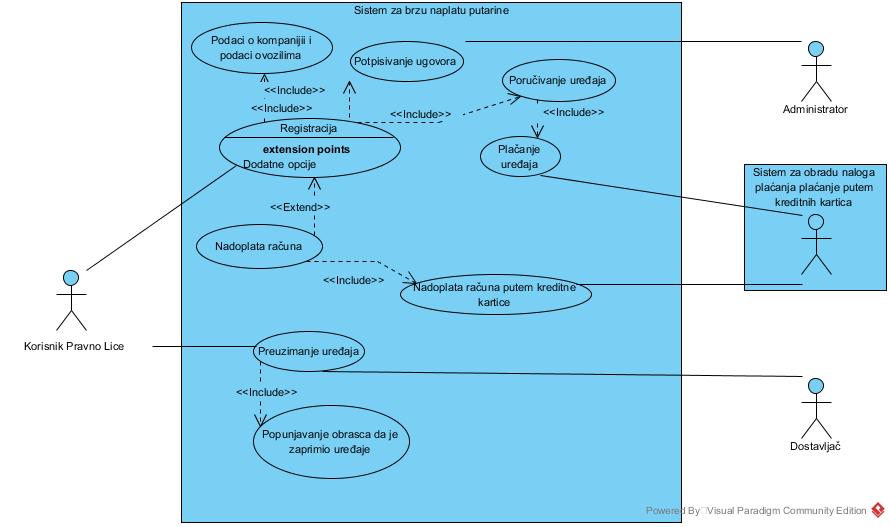 Sistem za brzu naplatu putarine
Podaci o kompanijii i
podaci ovozilima
Potpisivanje ugovora
Poručivanje uređaja
Administrator
<<Include>>
<<Include>>
<<Include>>
<<Include>>
Registracija
extension points
Dodatne opcije
Plačanje
uređaja
Sistem za obradu naloga
plaćanja plaćanje putem
kreditnih kartica
<<Extend>>
Nadoplata računa
<<Include>>
Nadoplata računa putem kreditne
kartice
Korisnik Pravno Lice
Preuzimanje uređaja
<<Include>>
Popunjavanje obrasca da je
zaprimio uređaje
Dostavljač
Powered By Visual Paradigm Community Edition